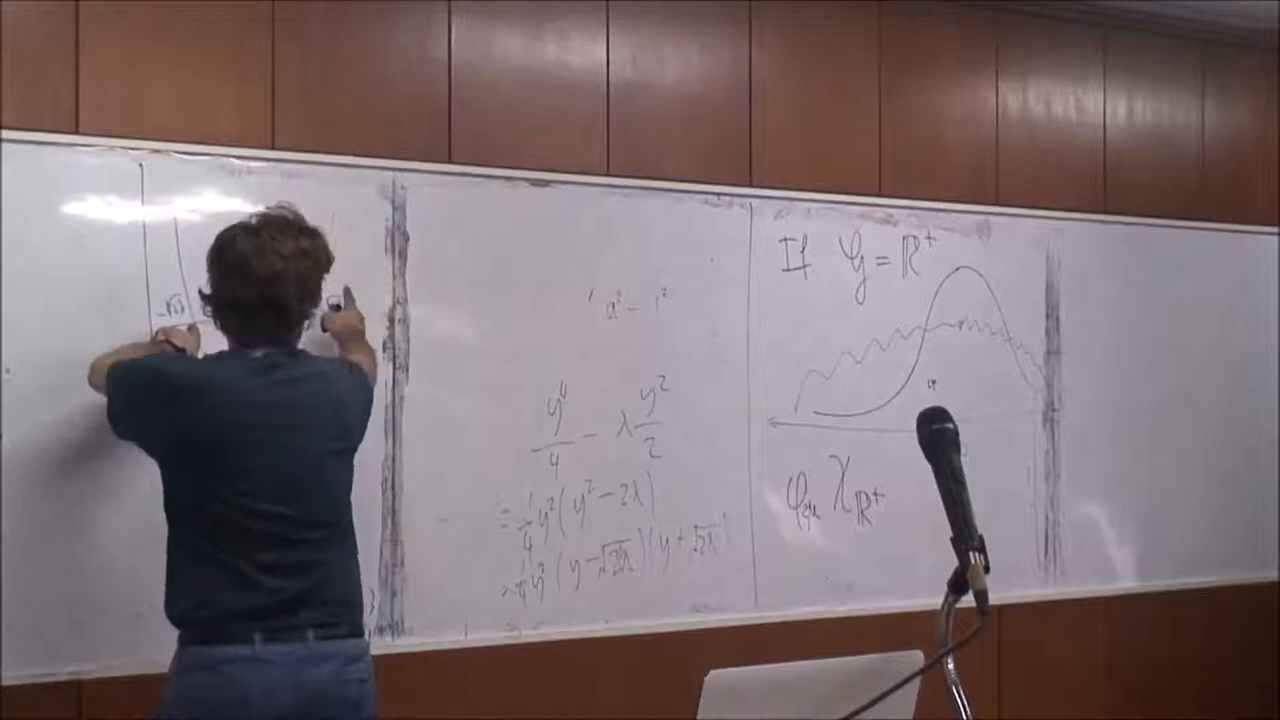 -√2λ
a² - 1²
y⁴/4 - λ y²/2
= 1/4 y² (y² - 2λ)
= 1/4 y² (y - √2λ)(y + √2λ)
If G = ℝ⁺
χ_ℝ⁺